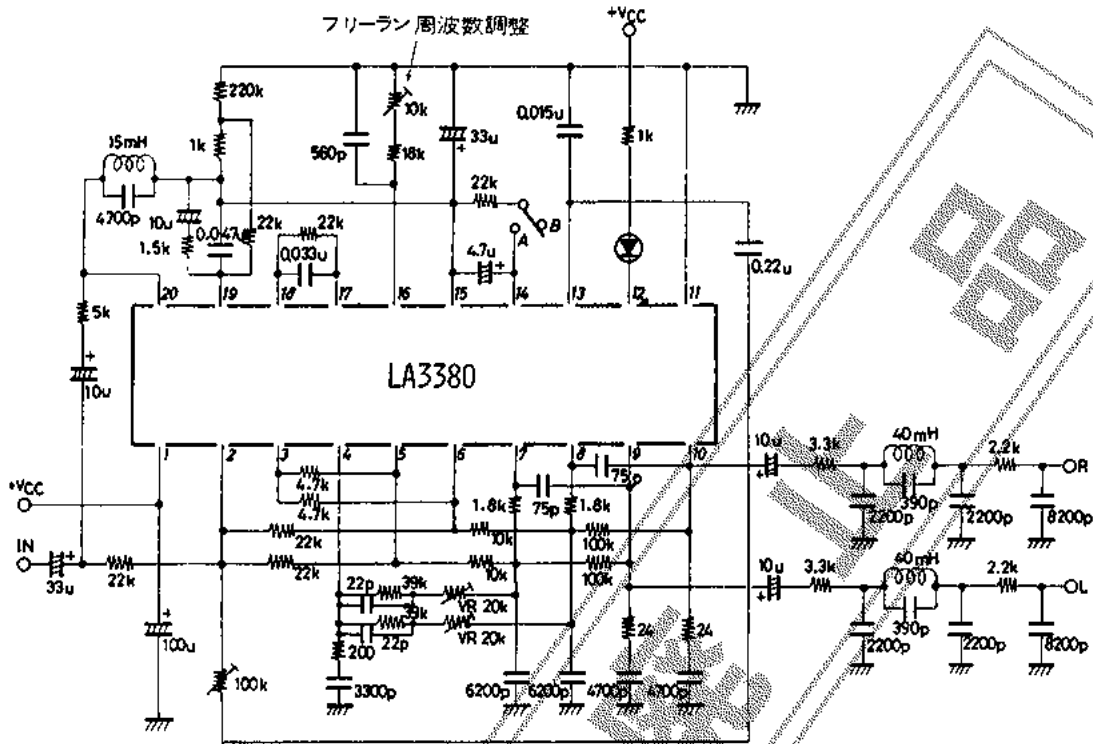 フリーラン周波数調整
+VCC
220k
10k
0.015u
15mH
1k
560p
18k
33u
1k
4700p
10u
22k
B
1.5k
0.047u
22k
22k
A
0.033u
4.7u
0.22u
20
19
18
17
16
15
14
13
12
11
5k
10u
LA3380
1
2
3
4
5
6
7
8
9
10
10u
3.3k
40mH
2.2k
R
390p
2200p
2200p
8200p
4.7k
4.7k
75p
75p
1.8k
1.8k
+VCC
22k
10k
100k
IN
33u
22k
22k
10k
100k
10u
3.3k
60mH
2.2k
L
390p
2200p
2200p
8200p
22p
39k
VR 20k
39k
22p
VR 20k
100u
200
24
24
100k
3300p
6200p
6200p
4700p
4700p